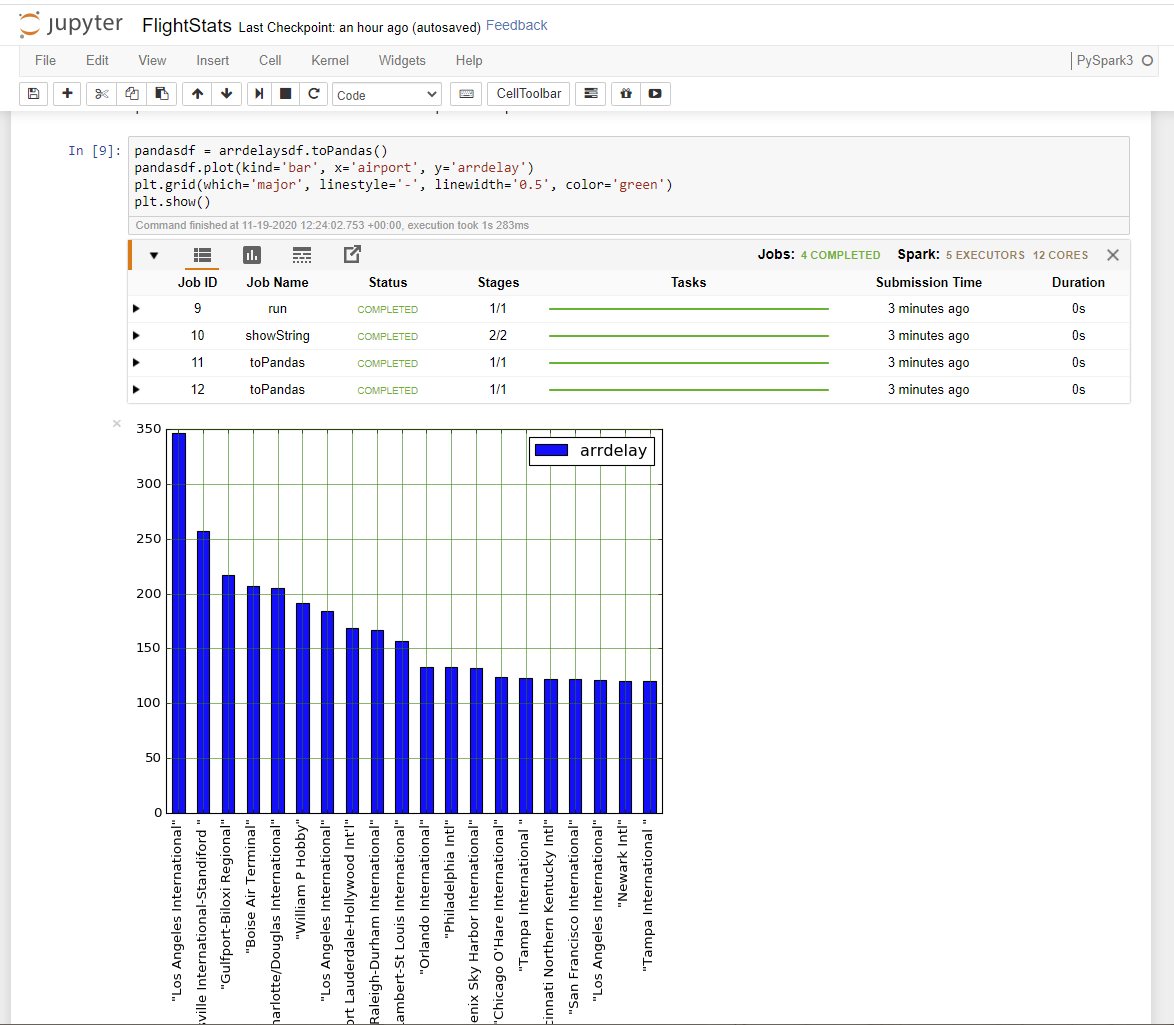 jupyter FlightStats Last Checkpoint: an hour ago (autosaved) Feedback
File Edit View Insert Cell Kernel Widgets Help PySpark3
Code CellToolbar
In [9]: pandasdf = arrdelaysdf.toPandas()
pandasdf.plot(kind='bar', x='airport', y='arrdelay')
plt.grid(which='major', linestyle='-', linewidth='0.5', color='green')
plt.show()
Command finished at 11-19-2020 12:24:02.753 +00:00, execution took 1s 283ms
Jobs: 4 COMPLETED Spark: 5 EXECUTORS 12 CORES
Job ID Job Name Status Stages Tasks Submission Time Duration
9 run COMPLETED 1/1 3 minutes ago 0s
10 showString COMPLETED 2/2 3 minutes ago 0s
11 toPandas COMPLETED 1/1 3 minutes ago 0s
12 toPandas COMPLETED 1/1 3 minutes ago 0s
350
arrdelay
300
250
200
150
100
50
0
"Los Angeles International"
sville International-Standiford "
"Gulfport-Biloxi Regional"
"Boise Air Terminal"
harlotte/Douglas International"
"William P Hobby"
"Los Angeles International"
ort Lauderdale-Hollywood Int'l"
Raleigh-Durham International"
ambert-St Louis International"
"Orlando International"
"Philadelphia Intl"
enix Sky Harbor International"
"Chicago O'Hare International"
"Tampa International "
cinnati Northern Kentucky Intl"
"San Francisco International"
"Los Angeles International"
"Newark Intl"
"Tampa International "